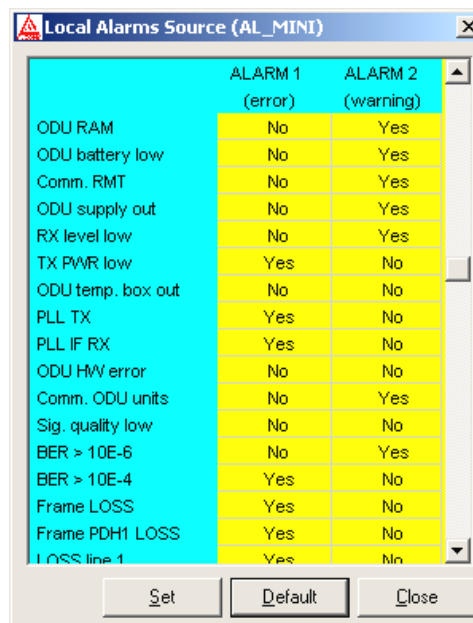 Local Alarms Source (AL_MINI)
ALARM 1 ALARM 2
(error) (warning)
ODU RAM No Yes
ODU battery low No Yes
Comm. RMT No Yes
ODU supply out No Yes
RX level low No Yes
TX PWR low Yes No
ODU temp. box out No No
PLL TX Yes No
PLL IF RX Yes No
ODU HW error No No
Comm. ODU units No Yes
Sig. quality low No No
BER > 10E-6 No Yes
BER > 10E-4 Yes No
Frame LOSS Yes No
Frame PDH1 LOSS Yes No
LOSS line 1 Yes No
Set Default Close